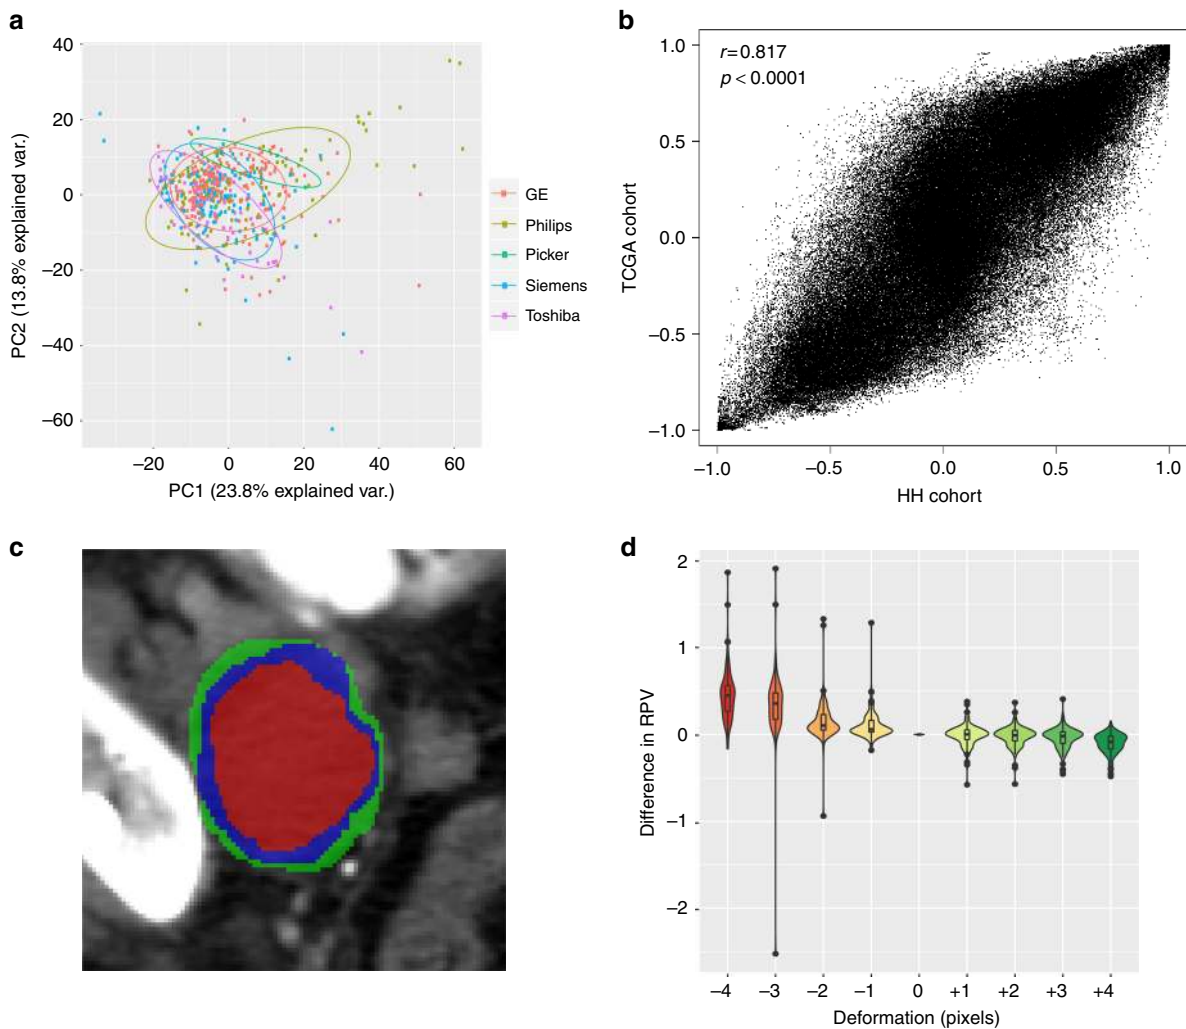 a
40
20
0
−20
−40
−60
PC2 (13.8% explained var.)
−20 0 20 40 60
PC1 (23.8% explained var.)
GE
Philips
Picker
Siemens
Toshiba
b
r=0.817
p<0.0001
1.0
0.5
0.0
−0.5
−1.0
TCGA cohort
−1.0 −0.5 0.0 0.5 1.0
HH cohort
c
d
2
1
0
−1
−2
Difference in RPV
−4 −3 −2 −1 0 +1 +2 +3 +4
Deformation (pixels)